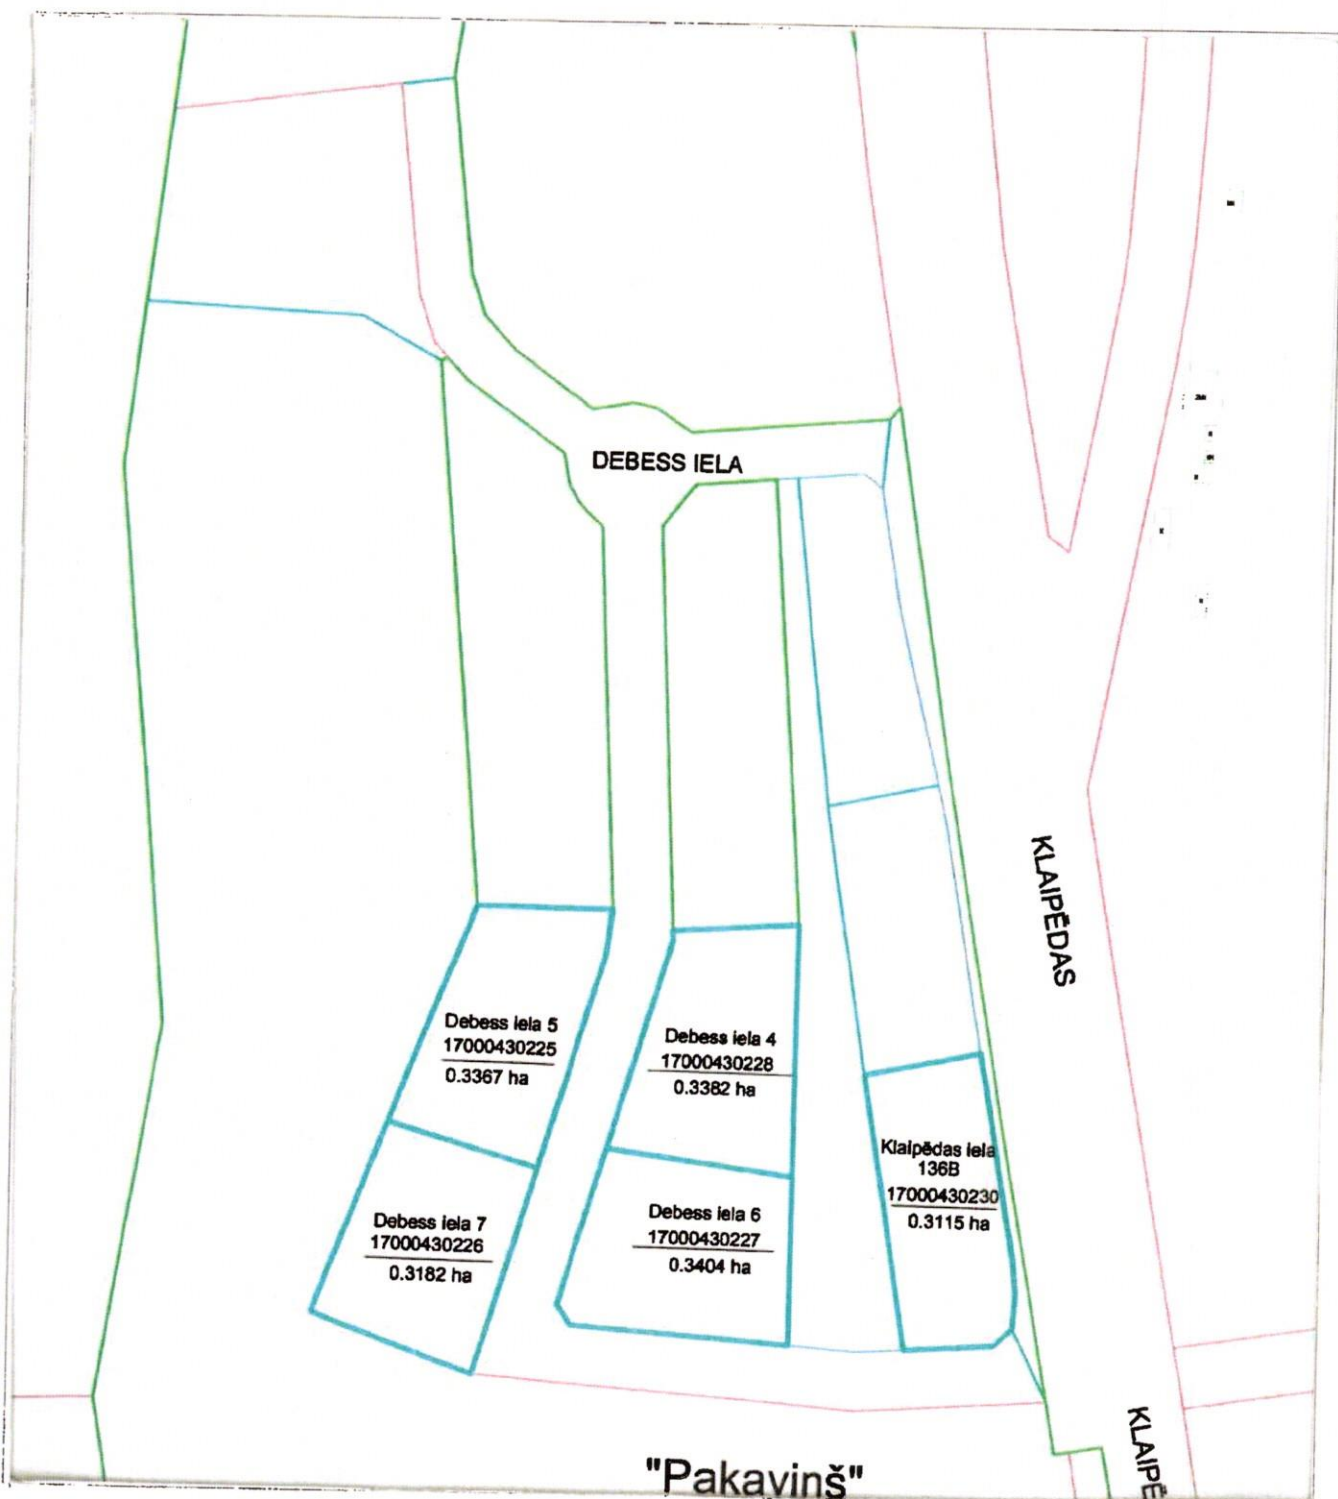 DEBESS IELA
KLAIPĒDAS
Debess iela 5
17000430225
0.3367 ha
Debess iela 4
17000430228
0.3382 ha
Klaipēdas iela
136B
17000430230
0.3115 ha
Debess iela 7
17000430226
0.3182 ha
Debess iela 6
17000430227
0.3404 ha
KLAIPĒ
"Pakaviņš"